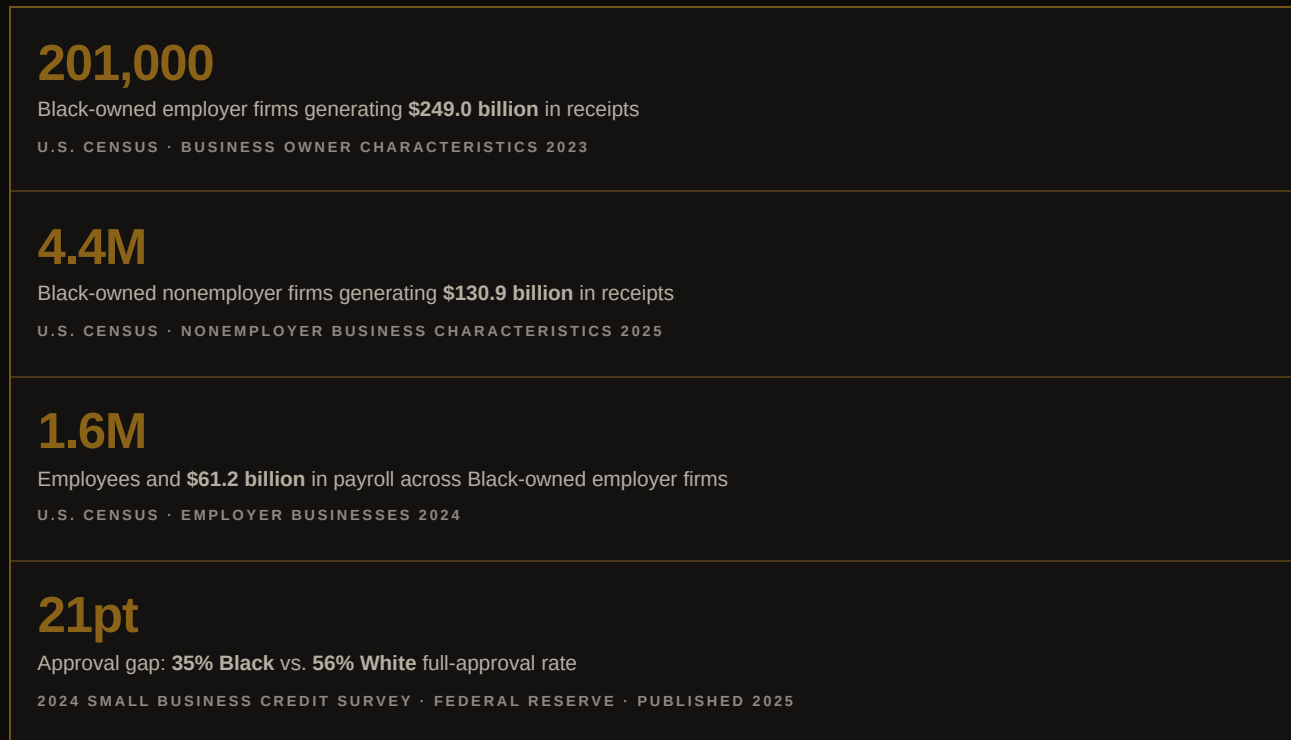 201,000
Black-owned employer firms generating $249.0 billion in receipts
U.S. CENSUS · BUSINESS OWNER CHARACTERISTICS 2023
4.4M
Black-owned nonemployer firms generating $130.9 billion in receipts
U.S. CENSUS · NONEMPLOYER BUSINESS CHARACTERISTICS 2025
1.6M
Employees and $61.2 billion in payroll across Black-owned employer firms
U.S. CENSUS · EMPLOYER BUSINESSES 2024
21pt
Approval gap: 35% Black vs. 56% White full-approval rate
2024 SMALL BUSINESS CREDIT SURVEY · FEDERAL RESERVE · PUBLISHED 2025